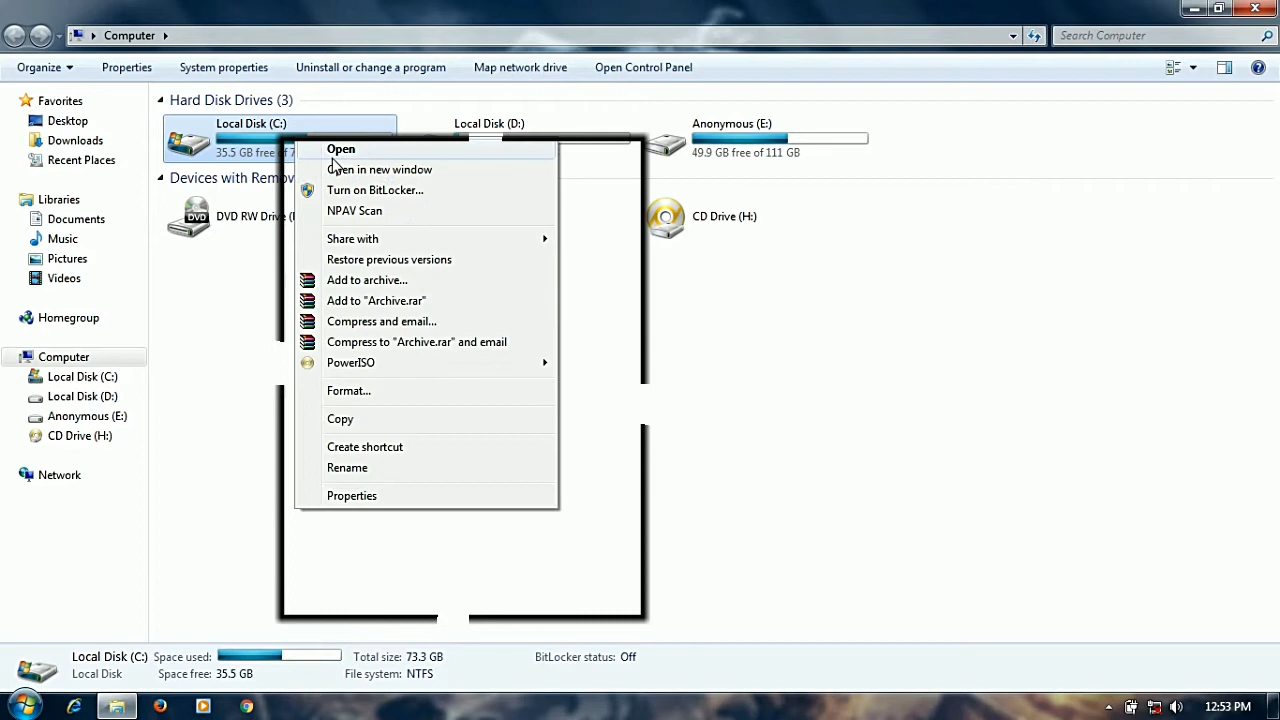 Computer
Search Computer
Organize
Properties
System properties
Uninstall or change a program
Map network drive
Open Control Panel
Favorites
Desktop
Downloads
Recent Places
Libraries
Documents
Music
Pictures
Videos
Homegroup
Computer
Local Disk (C:)
Local Disk (D:)
Anonymous (E:)
CD Drive (H:)
Network
Hard Disk Drives (3)
Local Disk (C:)
35.5 GB free of 7
Local Disk (D:)
Anonymous (E:)
49.9 GB free of 111 GB
Devices with Remov
DVD RW Drive
CD Drive (H:)
Open
Open in new window
Turn on BitLocker...
NPAV Scan
Share with
Restore previous versions
Add to archive...
Add to "Archive.rar"
Compress and email...
Compress to "Archive.rar" and email
PowerISO
Format...
Copy
Create shortcut
Rename
Properties
Local Disk (C:) Space used: Total size: 73.3 GB BitLocker status: Off
Local Disk Space free: 35.5 GB File system: NTFS
12:53 PM